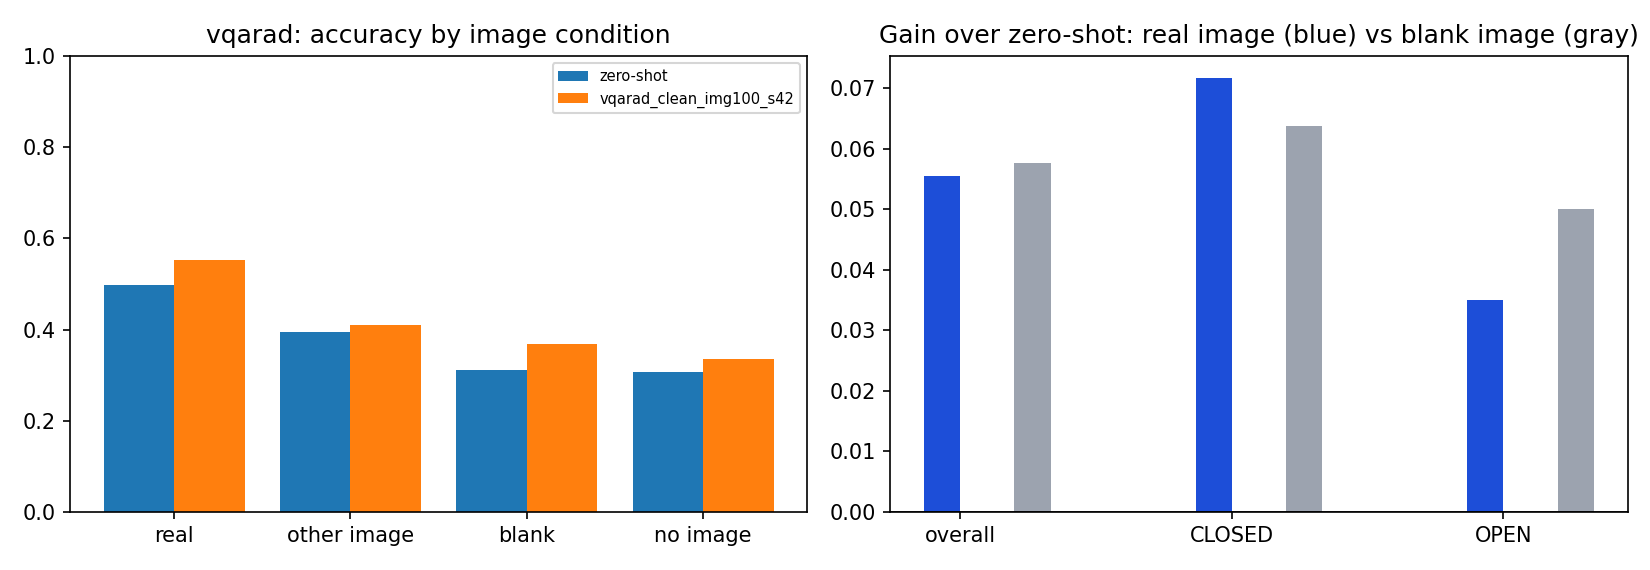 vqarad: accuracy by image condition
zero-shot
vqarad_clean_img100_s42
1.0
0.8
0.6
0.4
0.2
0.0
real other image blank no image
Gain over zero-shot: real image (blue) vs blank image (gray)
0.07
0.06
0.05
0.04
0.03
0.02
0.01
0.00
overall CLOSED OPEN